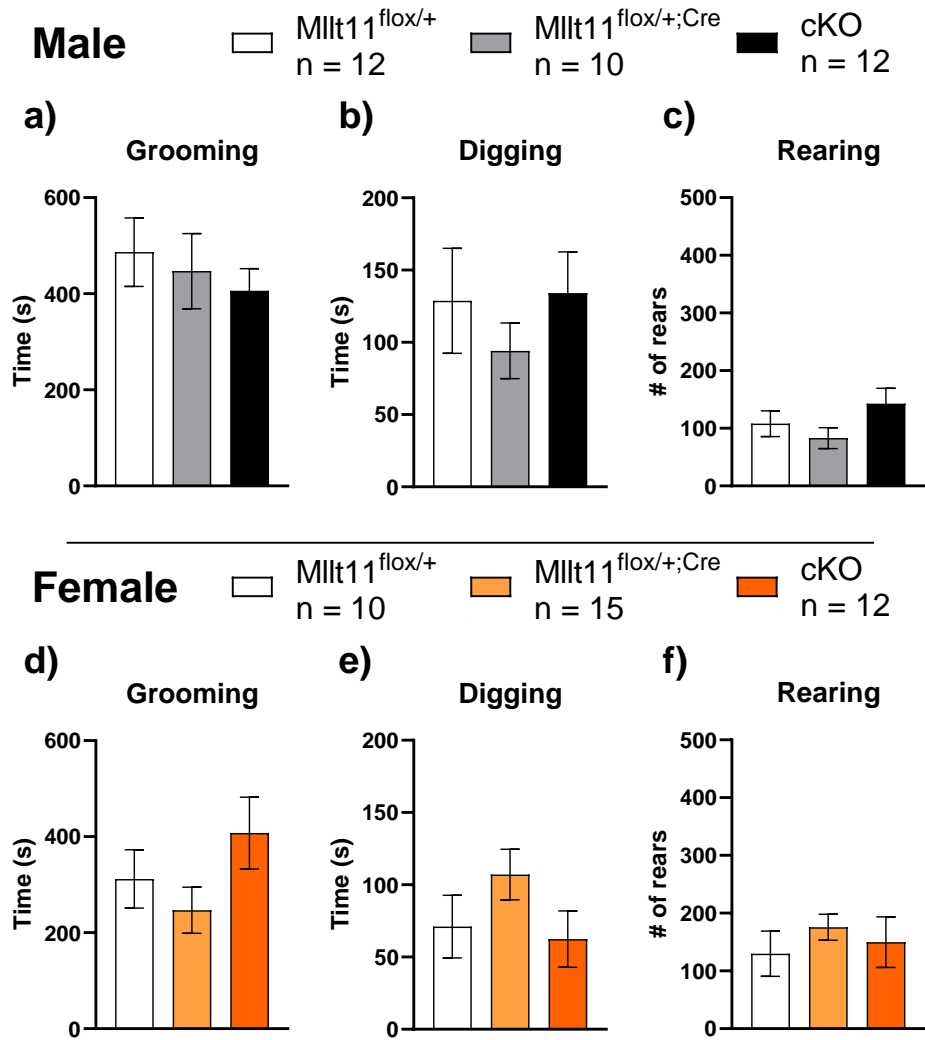 Male
Mllt11flox/+
n = 12
Mllt11flox/+;Cre
n = 10
cKO
n = 12
a)
Grooming
Time (s)
600
400
200
0
b)
Digging
Time (s)
200
150
100
50
0
c)
Rearing
# of rears
500
400
300
200
100
0
Female
Mllt11flox/+
n = 10
Mllt11flox/+;Cre
n = 15
cKO
n = 12
d)
Grooming
Time (s)
600
400
200
0
e)
Digging
Time (s)
200
150
100
50
0
f)
Rearing
# of rears
500
400
300
200
100
0